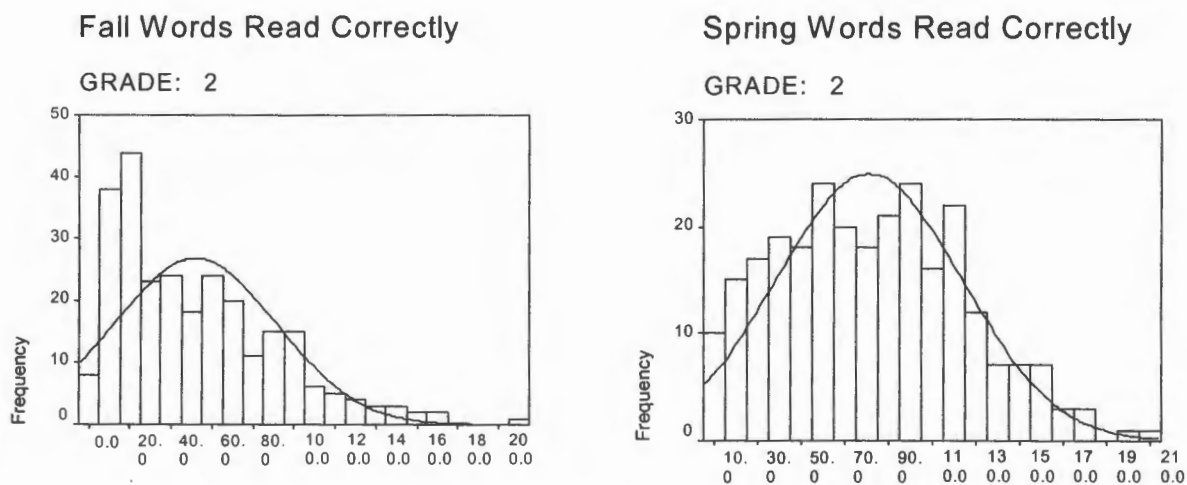 Fall Words Read Correctly
GRADE: 2
50
40
30
20
10
0
Frequency
0.0 20. 40. 60. 80. 10 12 14 16 18 20
0 0 0 0 0.0 0.0 0.0 0.0 0.0 0.0
Spring Words Read Correctly
GRADE: 2
30
20
10
0
Frequency
10. 30. 50. 70. 90. 11 13 15 17 19 21
0 0 0 0 0 0.0 0.0 0.0 0.0 0.0 0.0